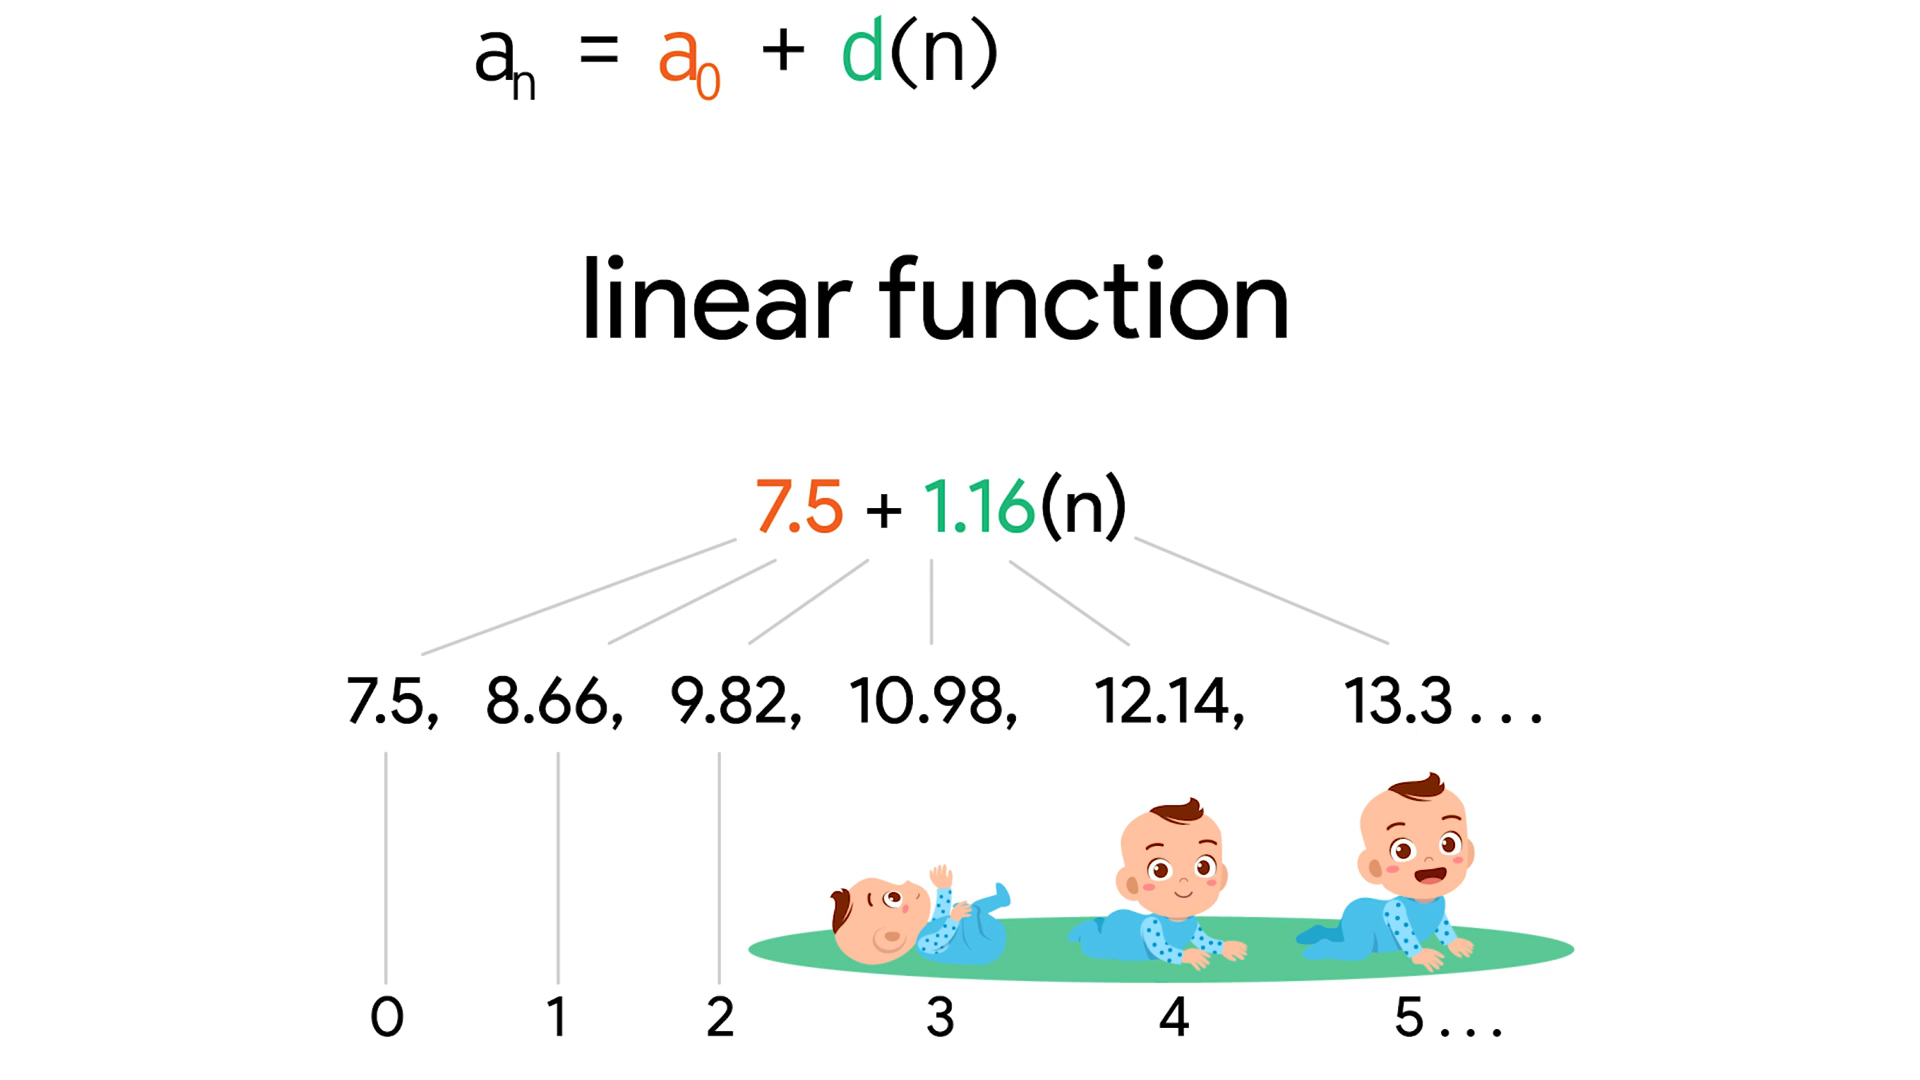 aₙ = a₀ + d(n)
linear function
7.5 + 1.16(n)
7.5, 8.66, 9.82, 10.98, 12.14, 13.3 . . .
0 1 2 3 4 5 . . .